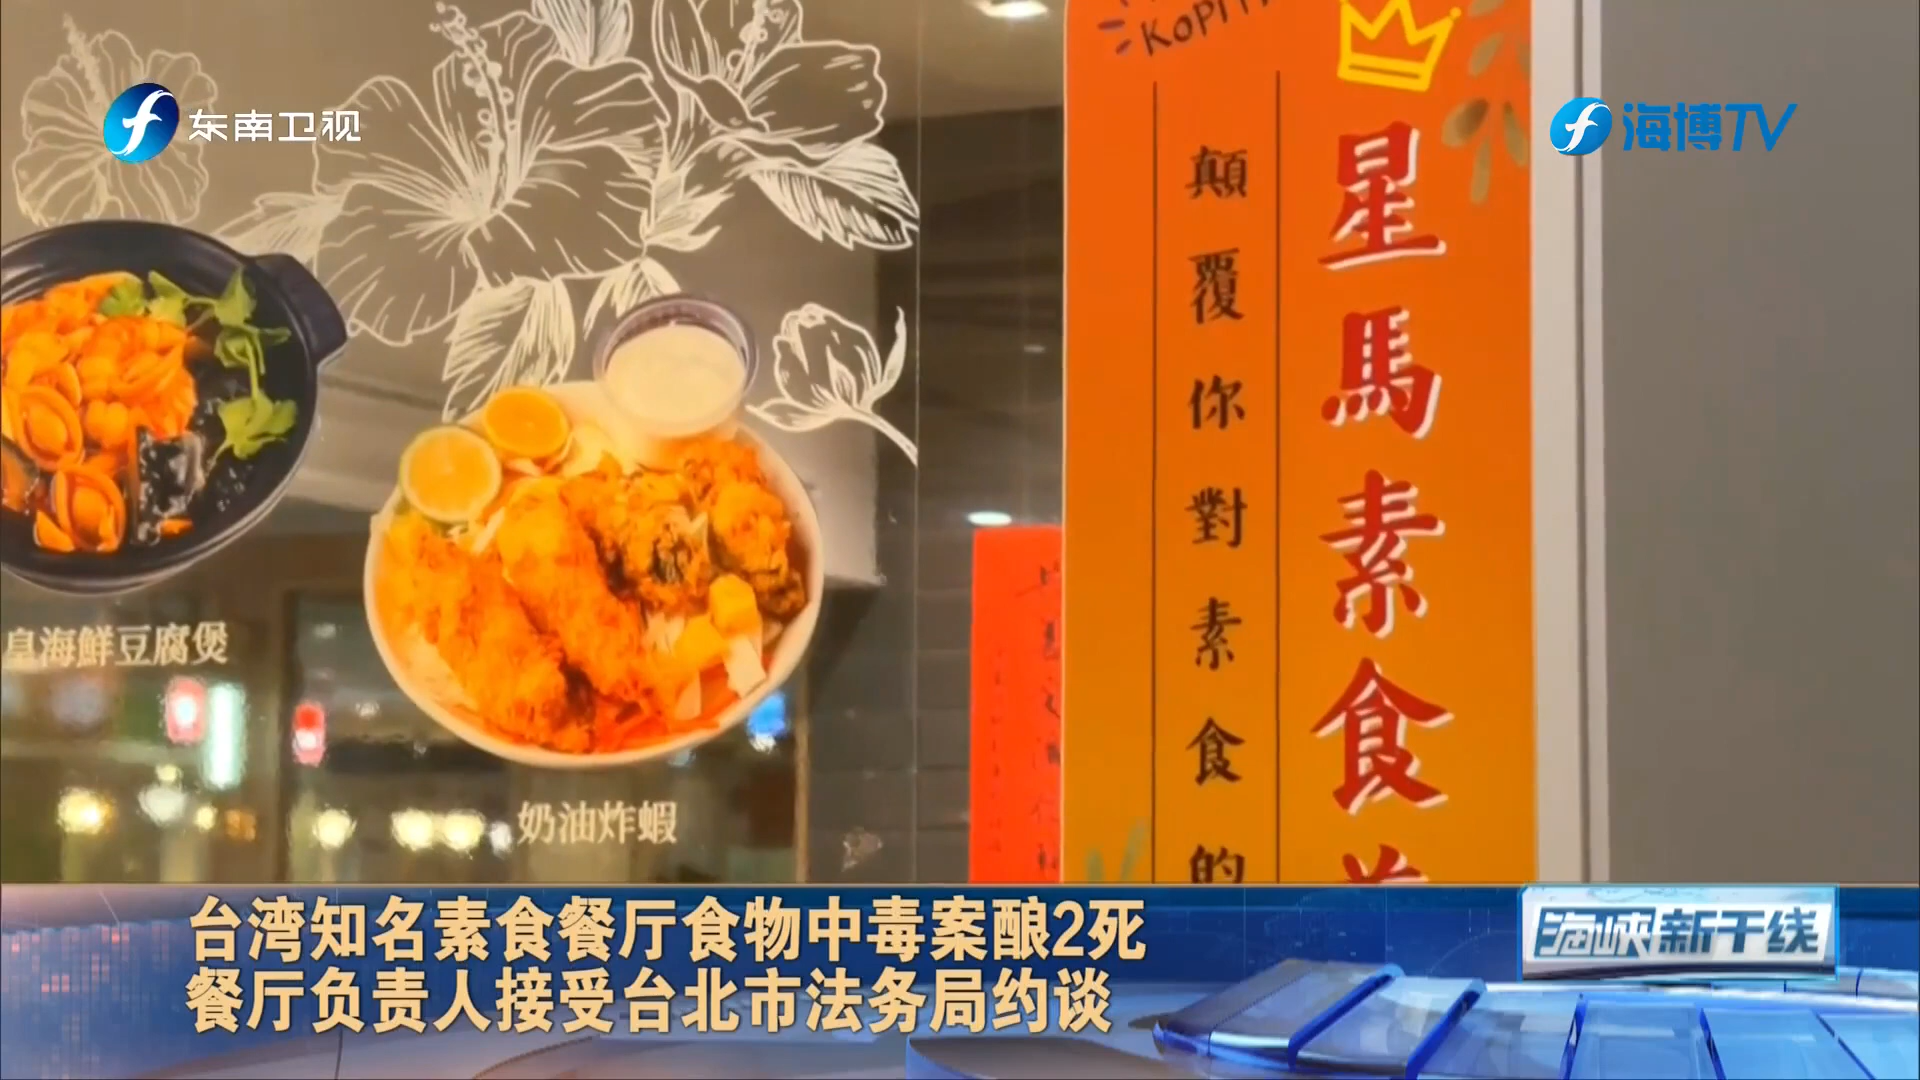 东南卫视
海博TV
KOPI
星馬素食
顛覆你對素食的
皇海鮮豆腐煲
奶油炸蝦
台湾知名素食餐厅食物中毒案酿2死
海峡新干线
餐厅负责人接受台北市法务局约谈